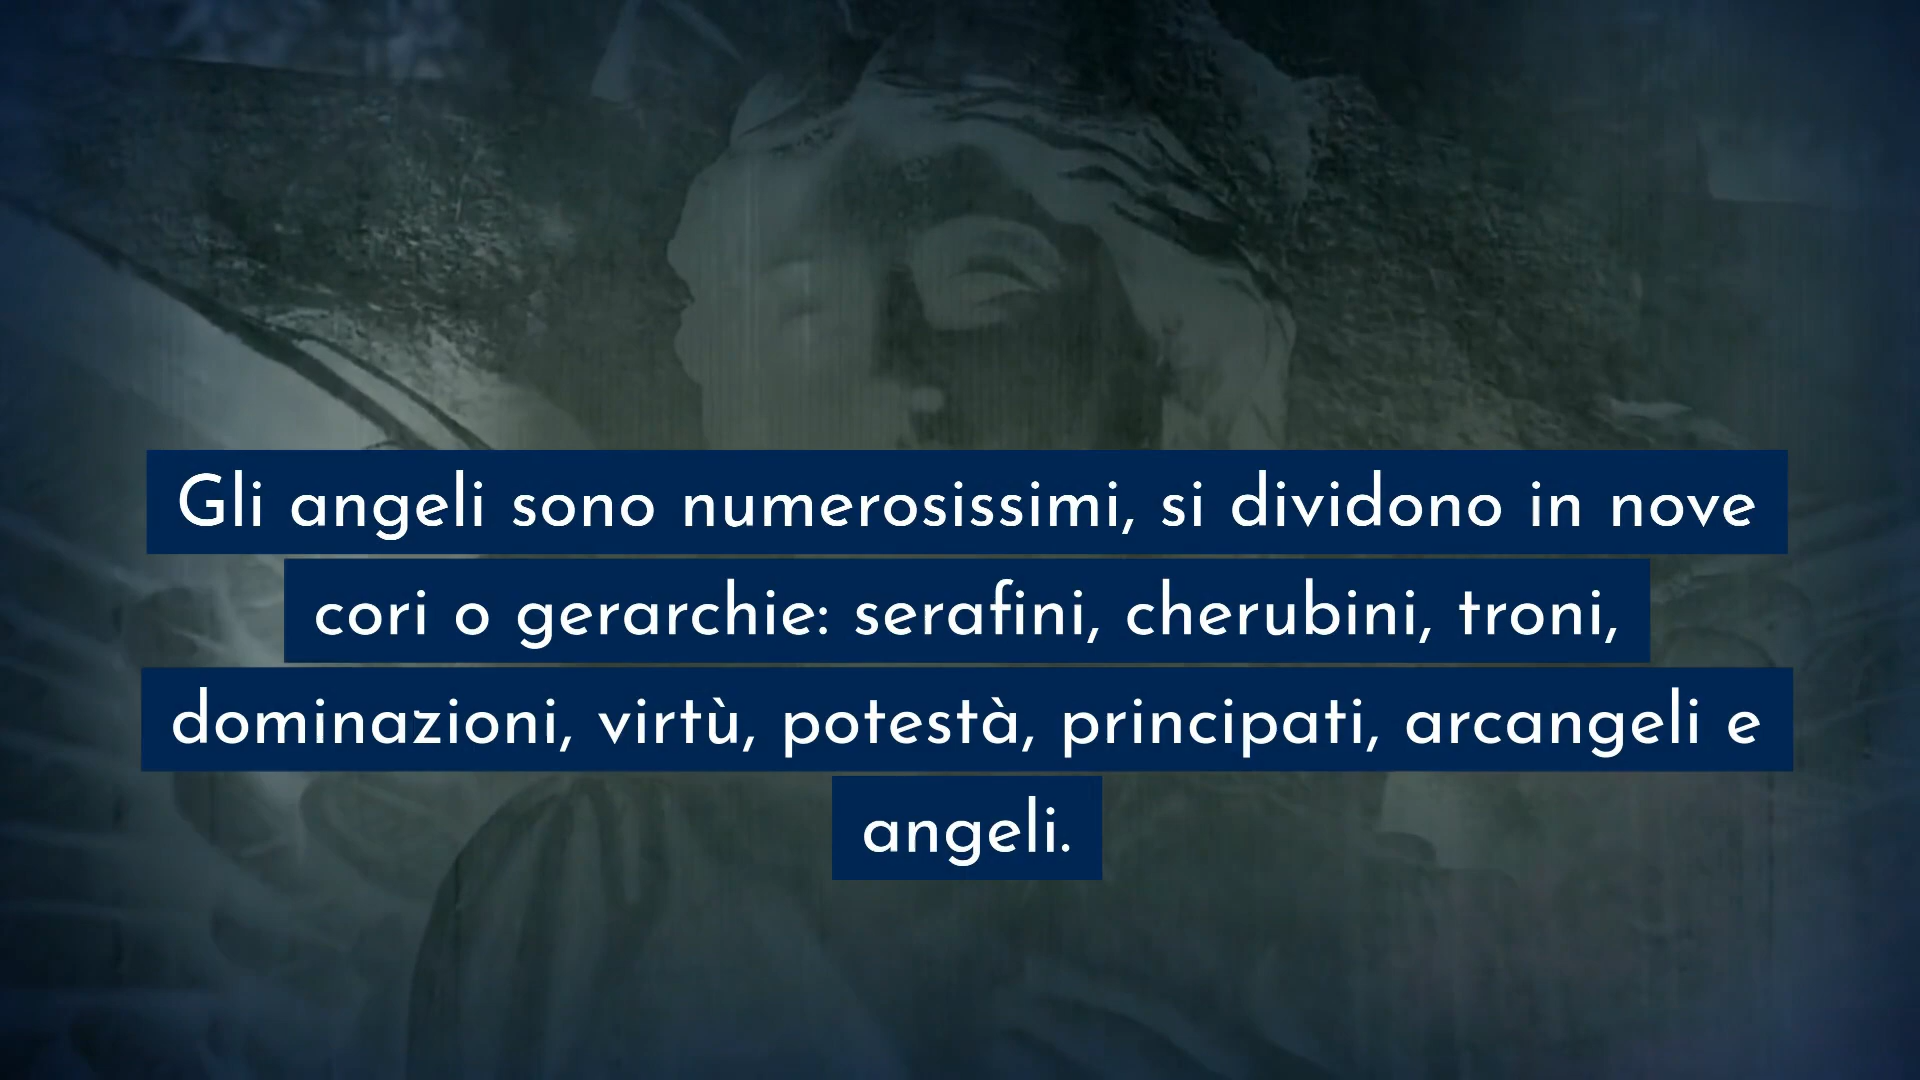 Gli angeli sono numerosissimi, si dividono in nove
cori o gerarchie: serafini, cherubini, troni,
dominazioni, virtù, potestà, principati, arcangeli e
angeli.